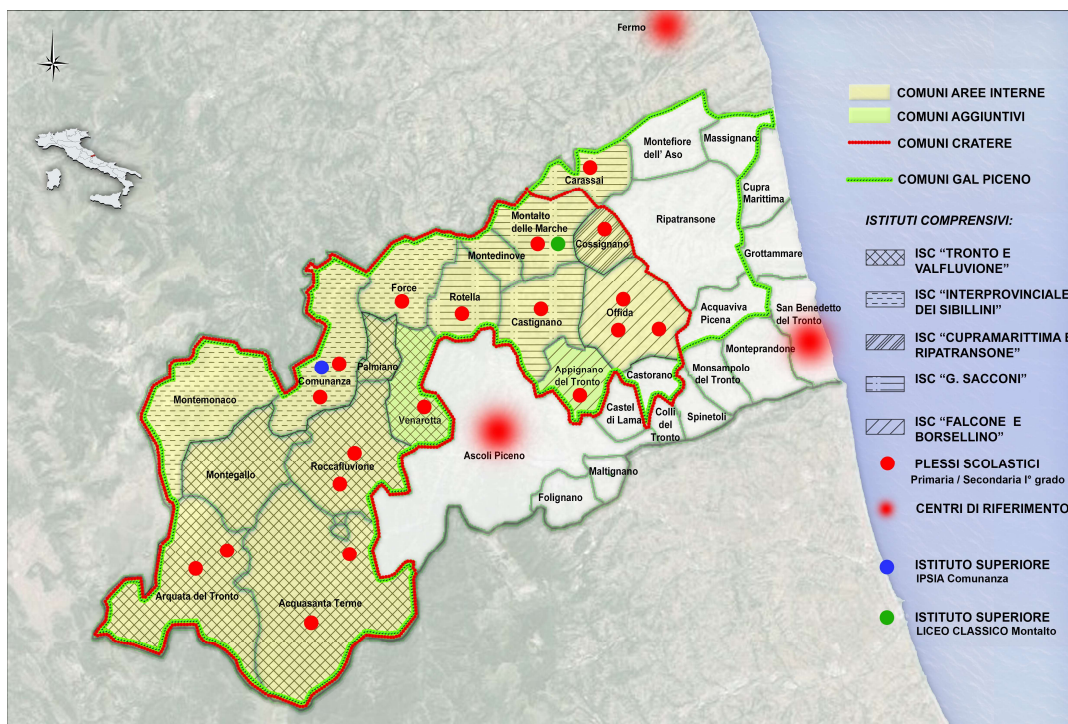 Fermo
COMUNI AREE INTERNE
COMUNI AGGIUNTIVI
COMUNI CRATERE
COMUNI GAL PICENO
ISTITUTI COMPRENSIVI:
ISC “TRONTO E
VALFLUVIONE”
ISC “INTERPROVINCIALE
DEI SIBILLINI”
ISC “CUPRAMARITTIMA E
RIPATRANSONE”
ISC “G. SACCONI”
ISC “FALCONE E
BORSELLINO”
PLESSI SCOLASTICI
Primaria / Secondaria I° grado
CENTRI DI RIFERIMENTO
ISTITUTO SUPERIORE
IPSIA Comunanza
ISTITUTO SUPERIORE
LICEO CLASSICO Montalto
Montefiore
dell’ Aso
Massignano
Carassai
Cupra
Marittima
Montalto
delle Marche
Ripatransone
Cossignano
Montedinove
Grottammare
Force
Rotella
Castignano
Offida
Acquaviva
Picena
San Benedetto
del Tronto
Monteprandone
Palmiano
Comunanza
Appignano
del Tronto
Castorano
Monsampolo
del Tronto
Montemonaco
Venarotta
Castel
di Lama
Colli
del
Tronto
Spinetoli
Ascoli Piceno
Roccafluvione
Montegallo
Maltignano
Folignano
Arquata del Tronto
Acquasanta Terme